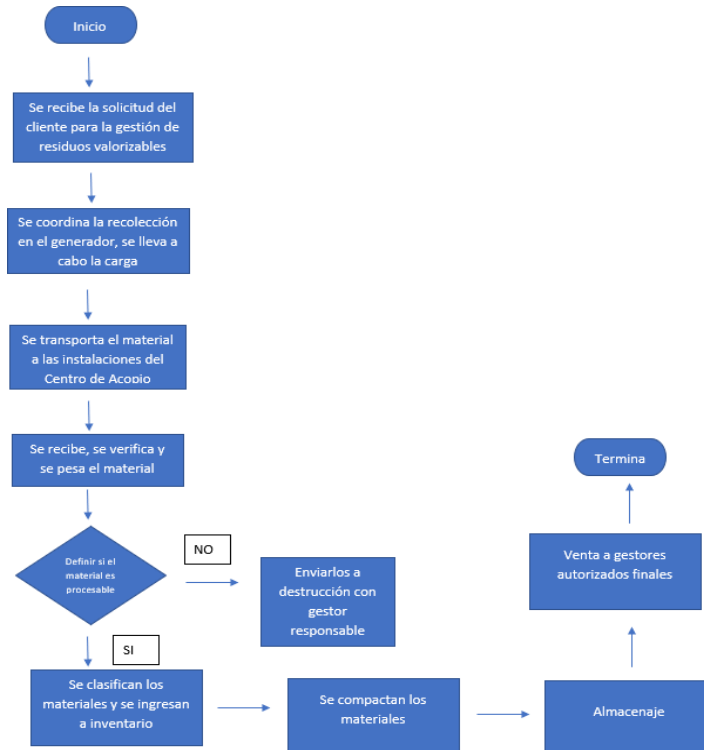 Inicio
Se recibe la solicitud del
cliente para la gestión de
residuos valorizables
Se coordina la recolección
en el generador, se lleva a
cabo la carga
Se transporta el material
a las instalaciones del
Centro de Acopio
Se recibe, se verifica y
se pesa el material
Definir si el
material es
procesable
NO
Enviarlos a
destrucción con
gestor
responsable
SI
Se clasifican los
materiales y se ingresan
a inventario
Se compactan los
materiales
Almacenaje
Venta a gestores
autorizados finales
Termina